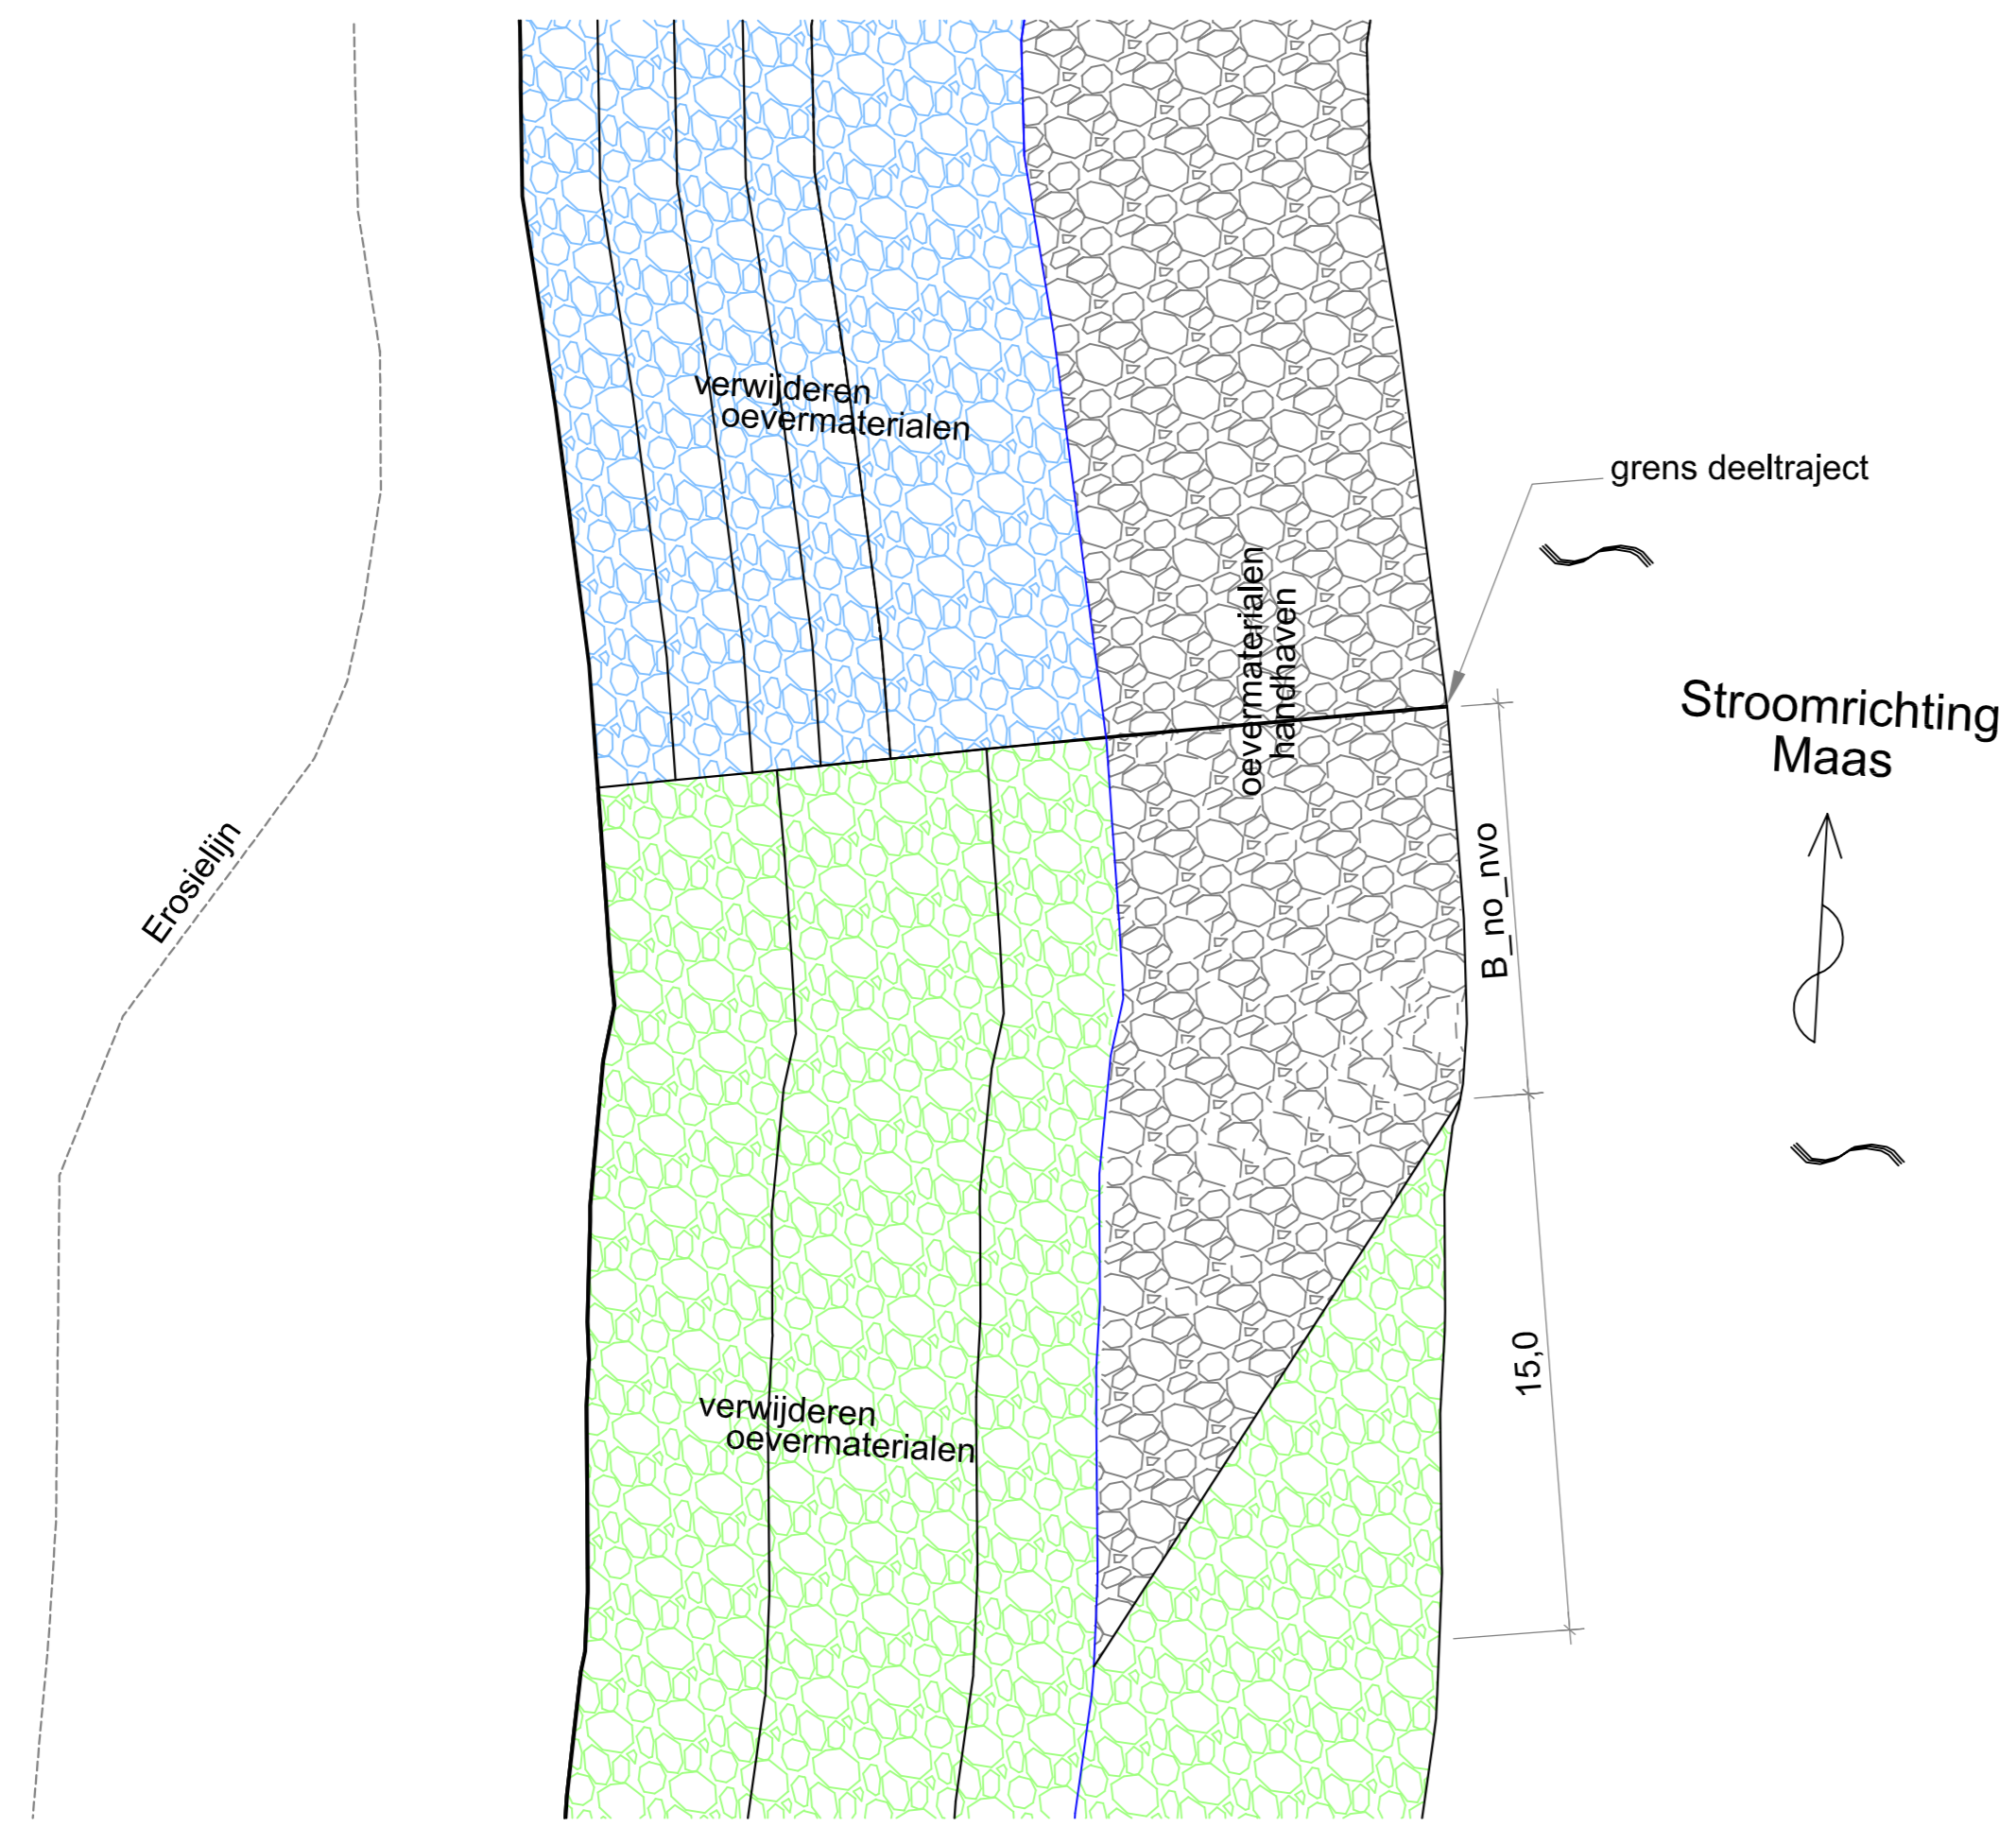 verwijderen
oevermaterialen
grens deeltraject
oevermaterialen
handhaven
Stroomrichting
Maas
B_no_nvo
Erosielijn
15,0
verwijderen
oevermaterialen